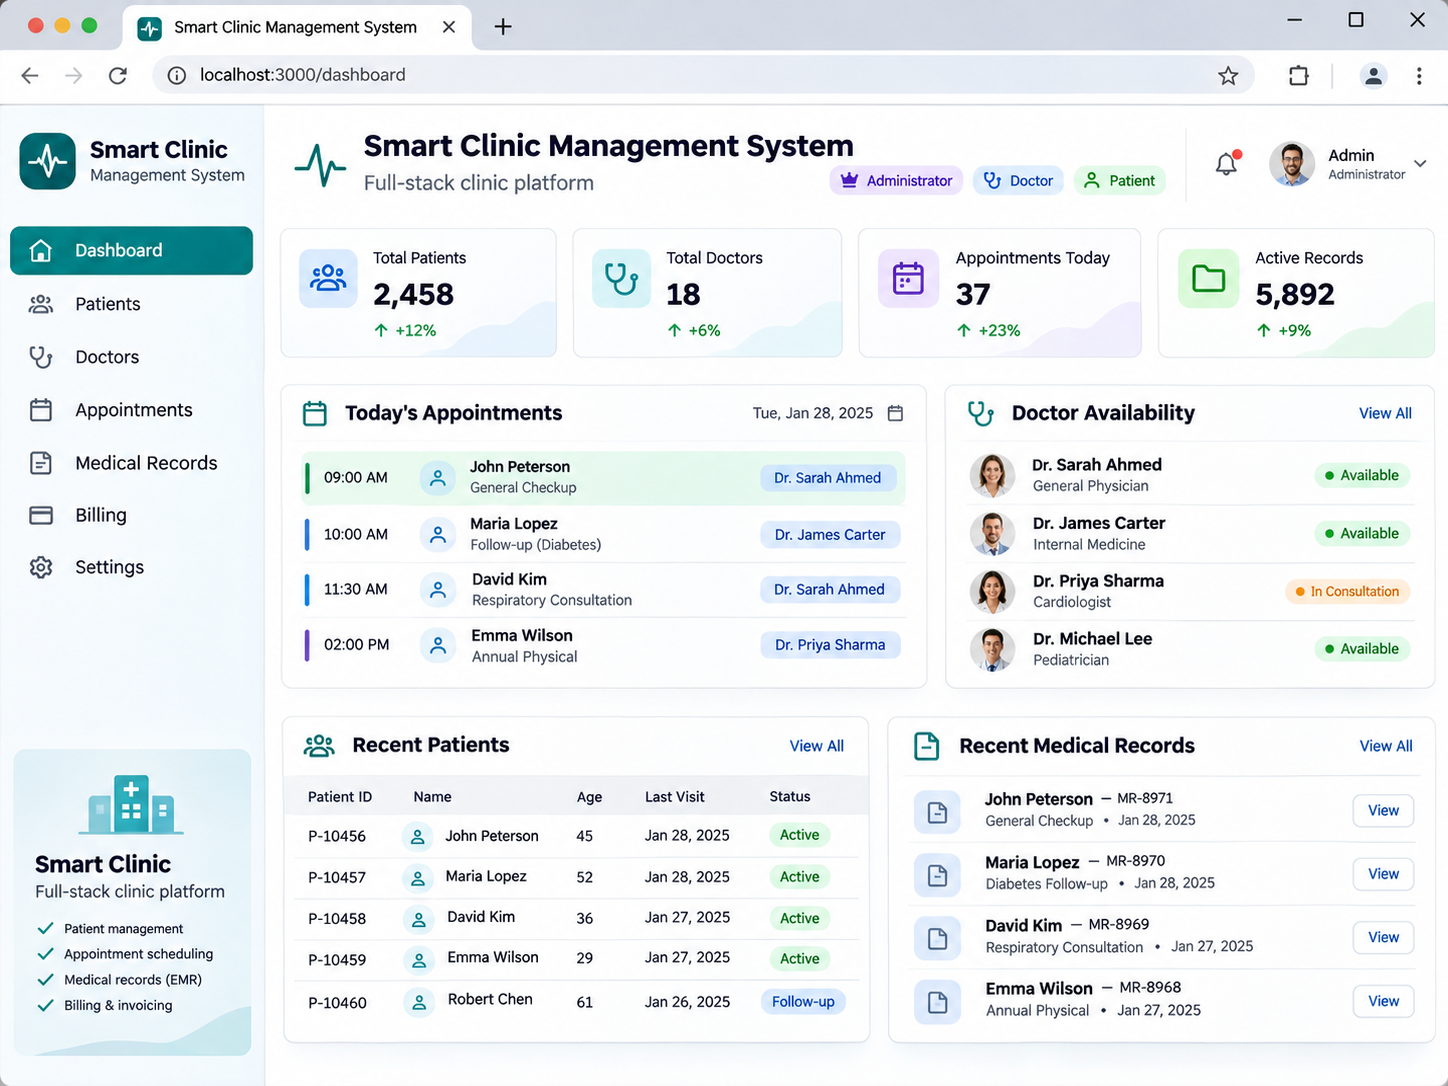 Smart Clinic Management System
localhost:3000/dashboard
Smart Clinic
Management System
Dashboard
Patients
Doctors
Appointments
Medical Records
Billing
Settings
Smart Clinic
Full-stack clinic platform
Patient management
Appointment scheduling
Medical records (EMR)
Billing & invoicing
Smart Clinic Management System
Full-stack clinic platform
Administrator
Doctor
Patient
Admin
Administrator
Total Patients
2,458
+12%
Total Doctors
18
+6%
Appointments Today
37
+23%
Active Records
5,892
+9%
Today's Appointments
Tue, Jan 28, 2025
09:00 AM John Peterson Dr. Sarah Ahmed
General Checkup
10:00 AM Maria Lopez Dr. James Carter
Follow-up (Diabetes)
11:30 AM David Kim Dr. Sarah Ahmed
Respiratory Consultation
02:00 PM Emma Wilson Dr. Priya Sharma
Annual Physical
Doctor Availability View All
Dr. Sarah Ahmed Available
General Physician
Dr. James Carter Available
Internal Medicine
Dr. Priya Sharma In Consultation
Cardiologist
Dr. Michael Lee Available
Pediatrician
Recent Patients View All
Patient ID Name Age Last Visit Status
P-10456 John Peterson 45 Jan 28, 2025 Active
P-10457 Maria Lopez 52 Jan 28, 2025 Active
P-10458 David Kim 36 Jan 27, 2025 Active
P-10459 Emma Wilson 29 Jan 27, 2025 Active
P-10460 Robert Chen 61 Jan 26, 2025 Follow-up
Recent Medical Records View All
John Peterson — MR-8971 View
General Checkup • Jan 28, 2025
Maria Lopez — MR-8970 View
Diabetes Follow-up • Jan 28, 2025
David Kim — MR-8969 View
Respiratory Consultation • Jan 27, 2025
Emma Wilson — MR-8968 View
Annual Physical • Jan 27, 2025